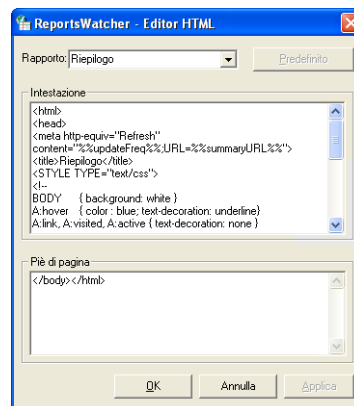 ReportsWatcher - Editor HTML
Rapporto: Riepilogo
Predefinito
Intestazione
<html>
<head>
<meta http-equiv="Refresh"
content="%%updateFreq%%;URL=%%summaryURL%%">
<title>Riepilogo</title>
<STYLE TYPE="text/css">
<!--
BODY { background: white }
A:hover { color : blue; text-decoration: underline}
A:link, A:visited, A:active { text-decoration: none }
Piè di pagina
</body></html>
OK Annulla Applica